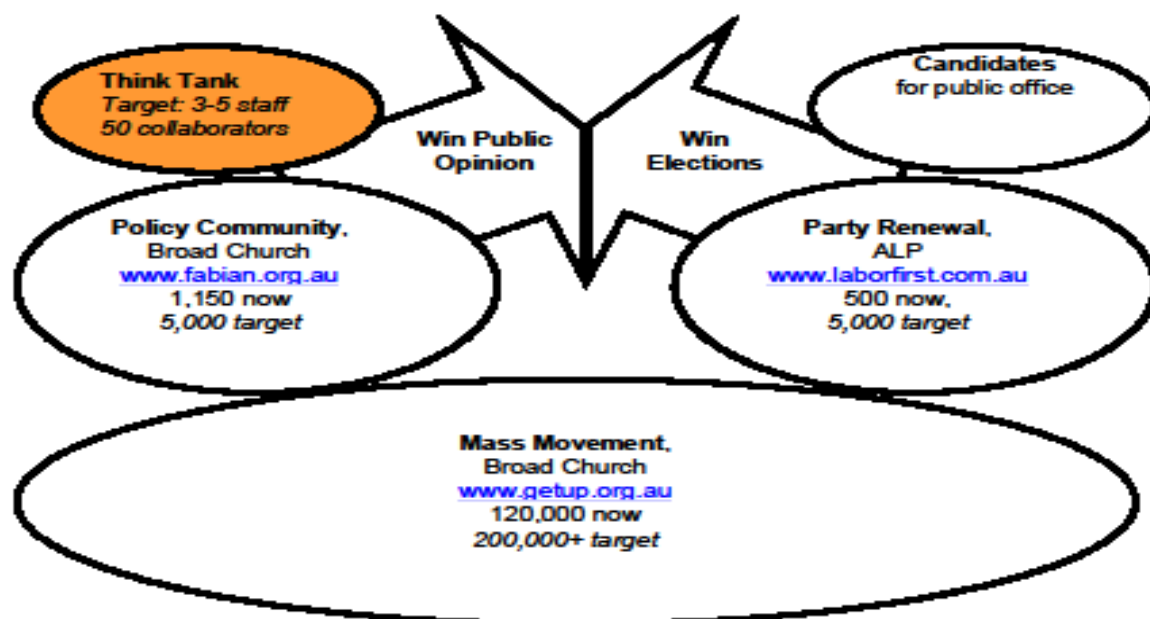 Think Tank
Target: 3-5 staff
50 collaborators
Win Public
Opinion
Win
Elections
Candidates
for public office
Policy Community,
Broad Church
www.fabian.org.au
1,150 now
5,000 target
Party Renewal,
ALP
www.laborfirst.com.au
500 now,
5,000 target
Mass Movement,
Broad Church
www.getup.org.au
120,000 now
200,000+ target